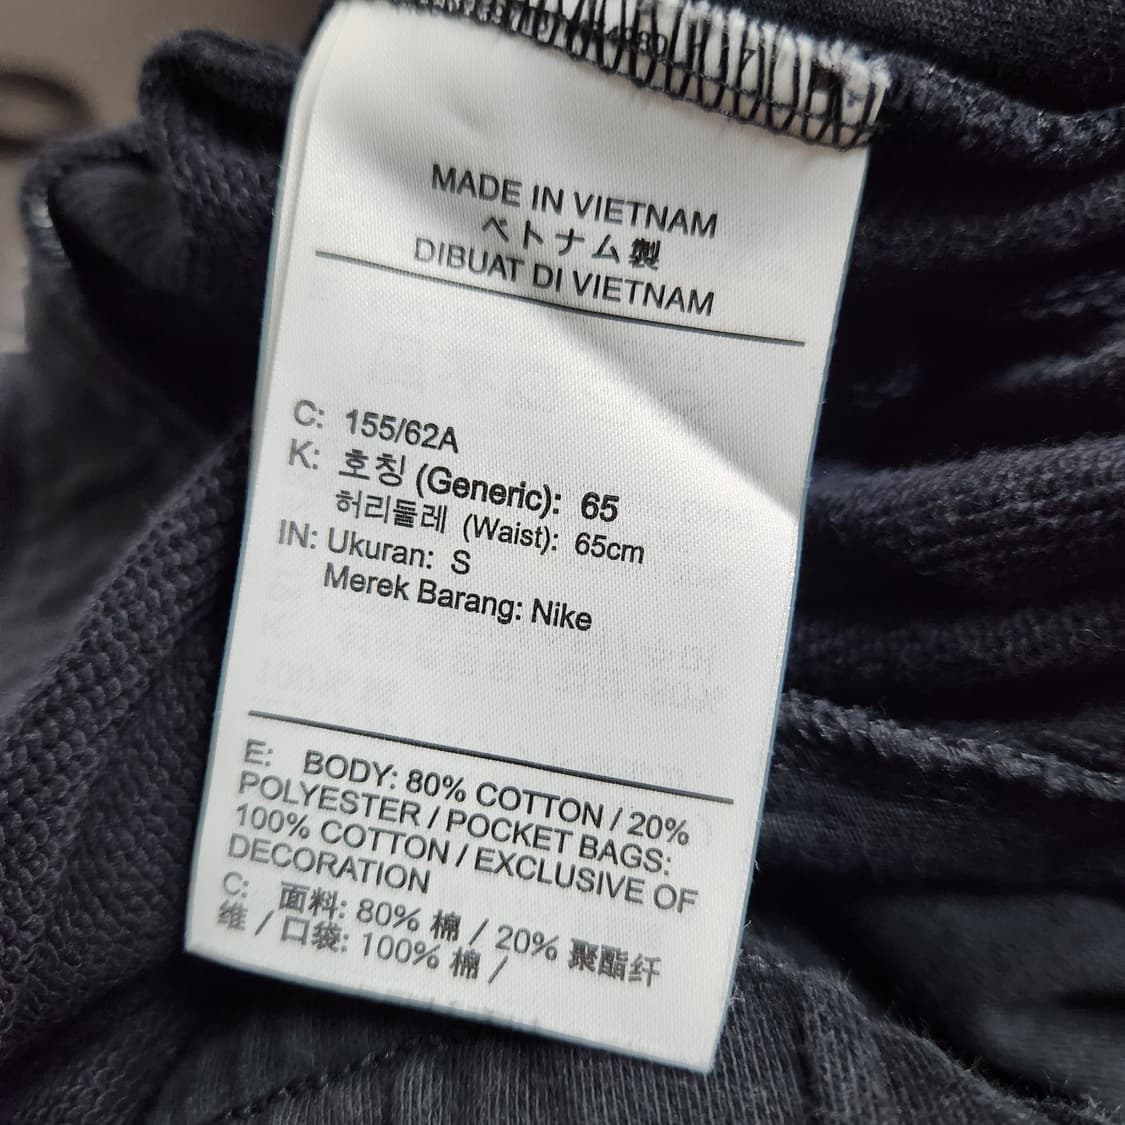 MADE IN VIETNAM
ベトナム製
DIBUAT DI VIETNAM
C: 155/62A
K: 호칭 (Generic): 65
허리둘레 (Waist): 65cm
IN: Ukuran: S
Merek Barang: Nike
E: BODY: 80% COTTON / 20%
POLYESTER / POCKET BAGS:
100% COTTON / EXCLUSIVE OF
DECORATION
C: 面料: 80% 棉 / 20% 聚酯纤
维 / 口袋: 100% 棉 /